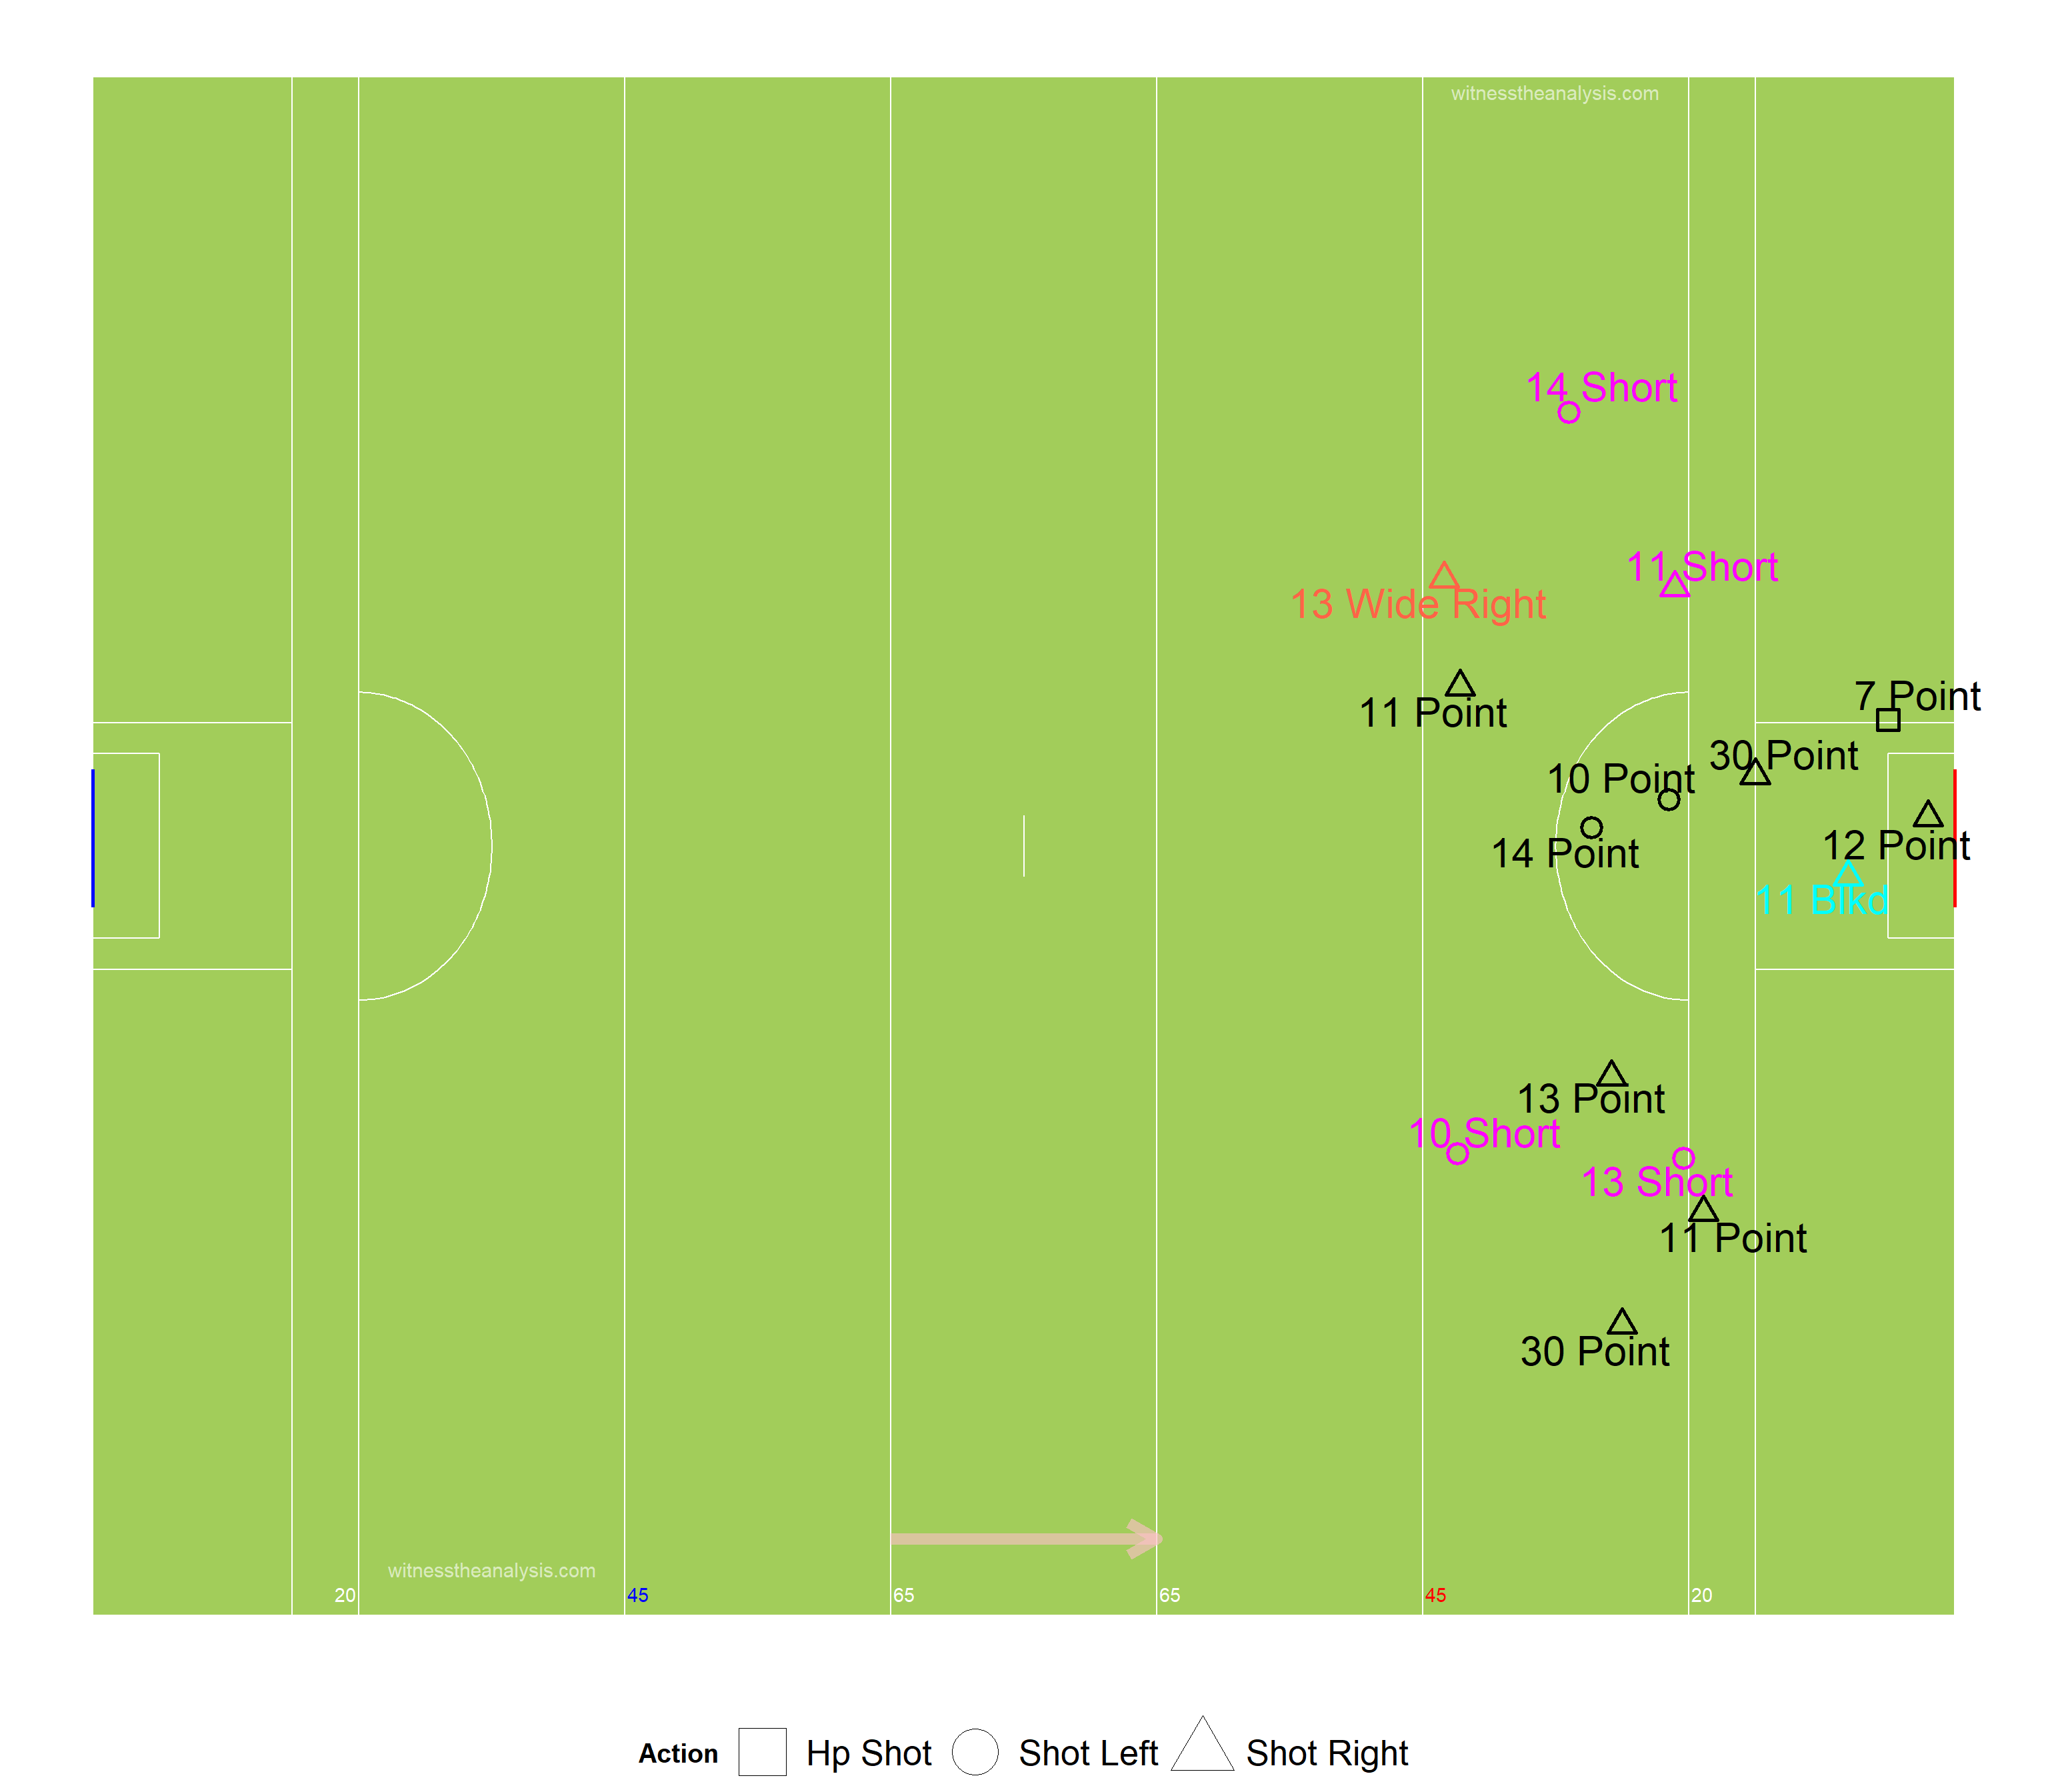 witnesstheanalysis.com
14 Short
11 Short
13 Wide Right
7 Point
11 Point
30 Point
10 Point
12 Point
14 Point
11 Blkd
13 Point
10 Short
13 Short
11 Point
30 Point
witnesstheanalysis.com
20 45 65 65 45 20
Action Hp Shot Shot Left Shot Right